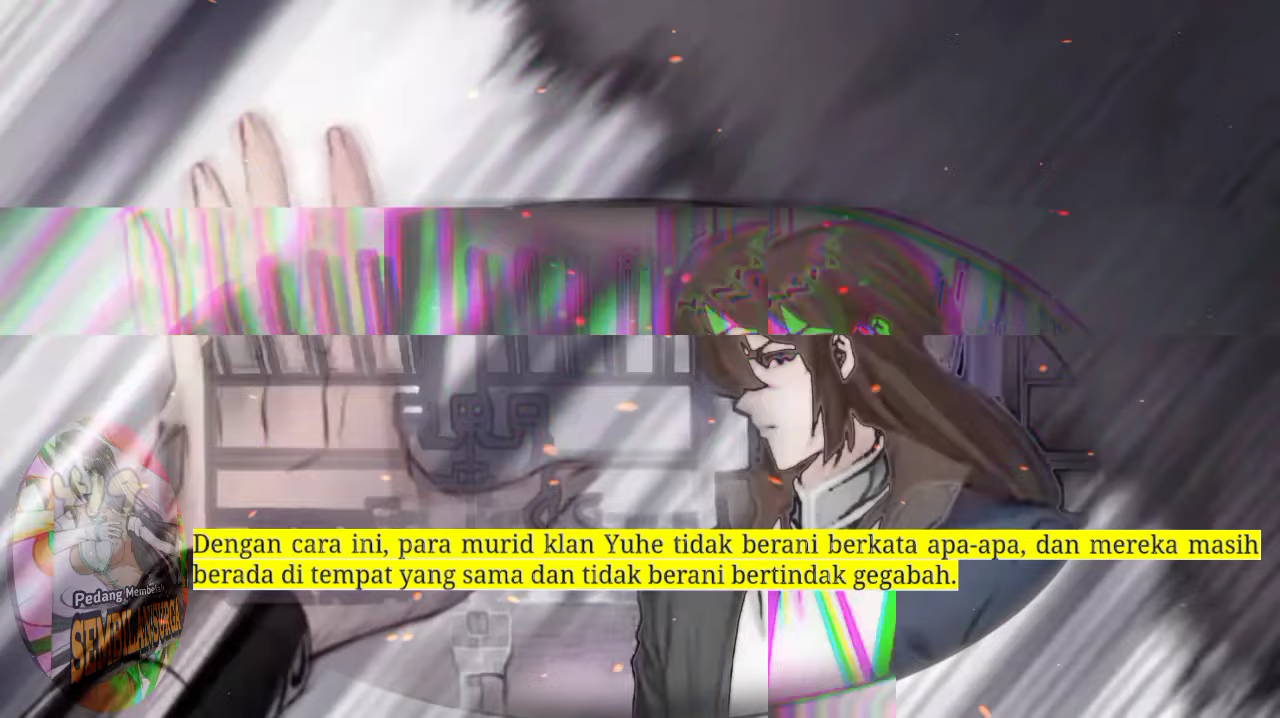 Dengan cara ini, para murid klan Yuhe tidak berani berkata apa-apa, dan mereka masih
berada di tempat yang sama dan tidak berani bertindak gegabah.
Pedang Membelah
SEMBILAN SURGA